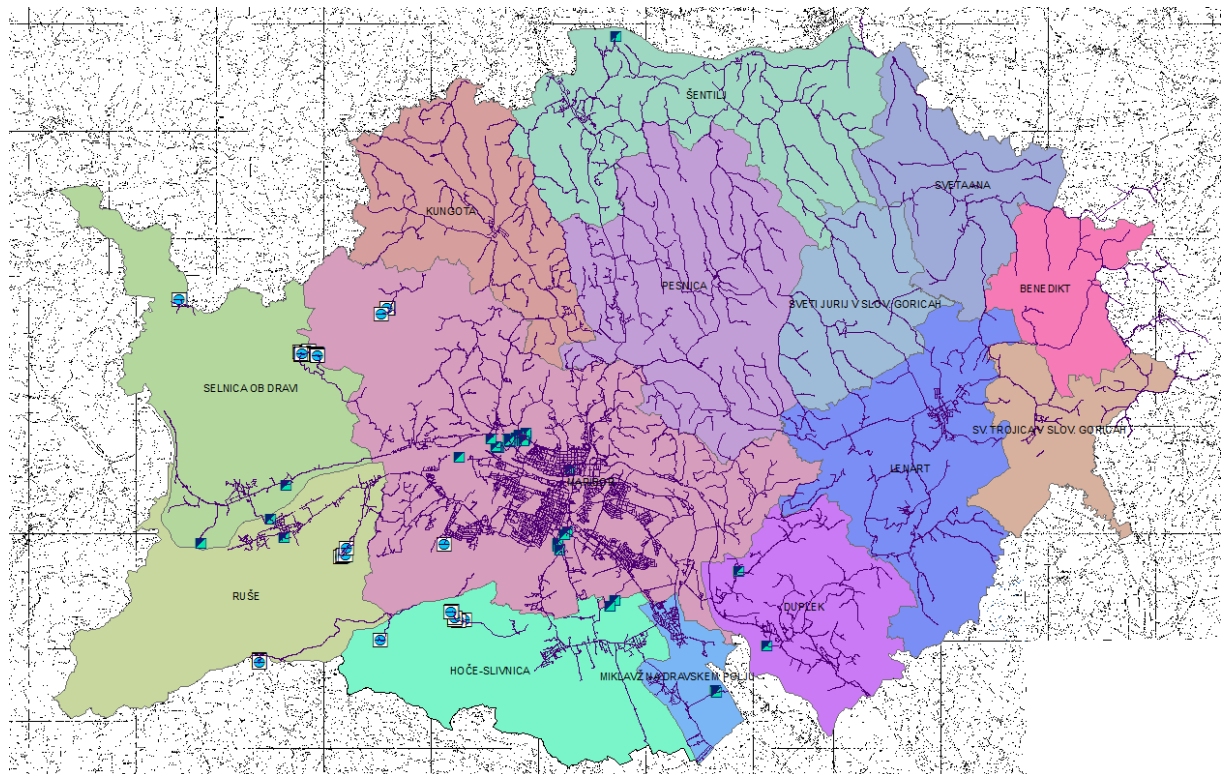 ŠENTILJ
SVETA ANA
KUNGOTA
PESNICA
BENEDIKT
SVETI JURIJ V SLOV. GORICAH
SELNICA OB DRAVI
SV. TROJICA V SLOV. GORICAH
LENART
MARIBOR
RUŠE
DUPLEK
HOČE-SLIVNICA
MIKLAVŽ NA DRAVSKEM POLJU